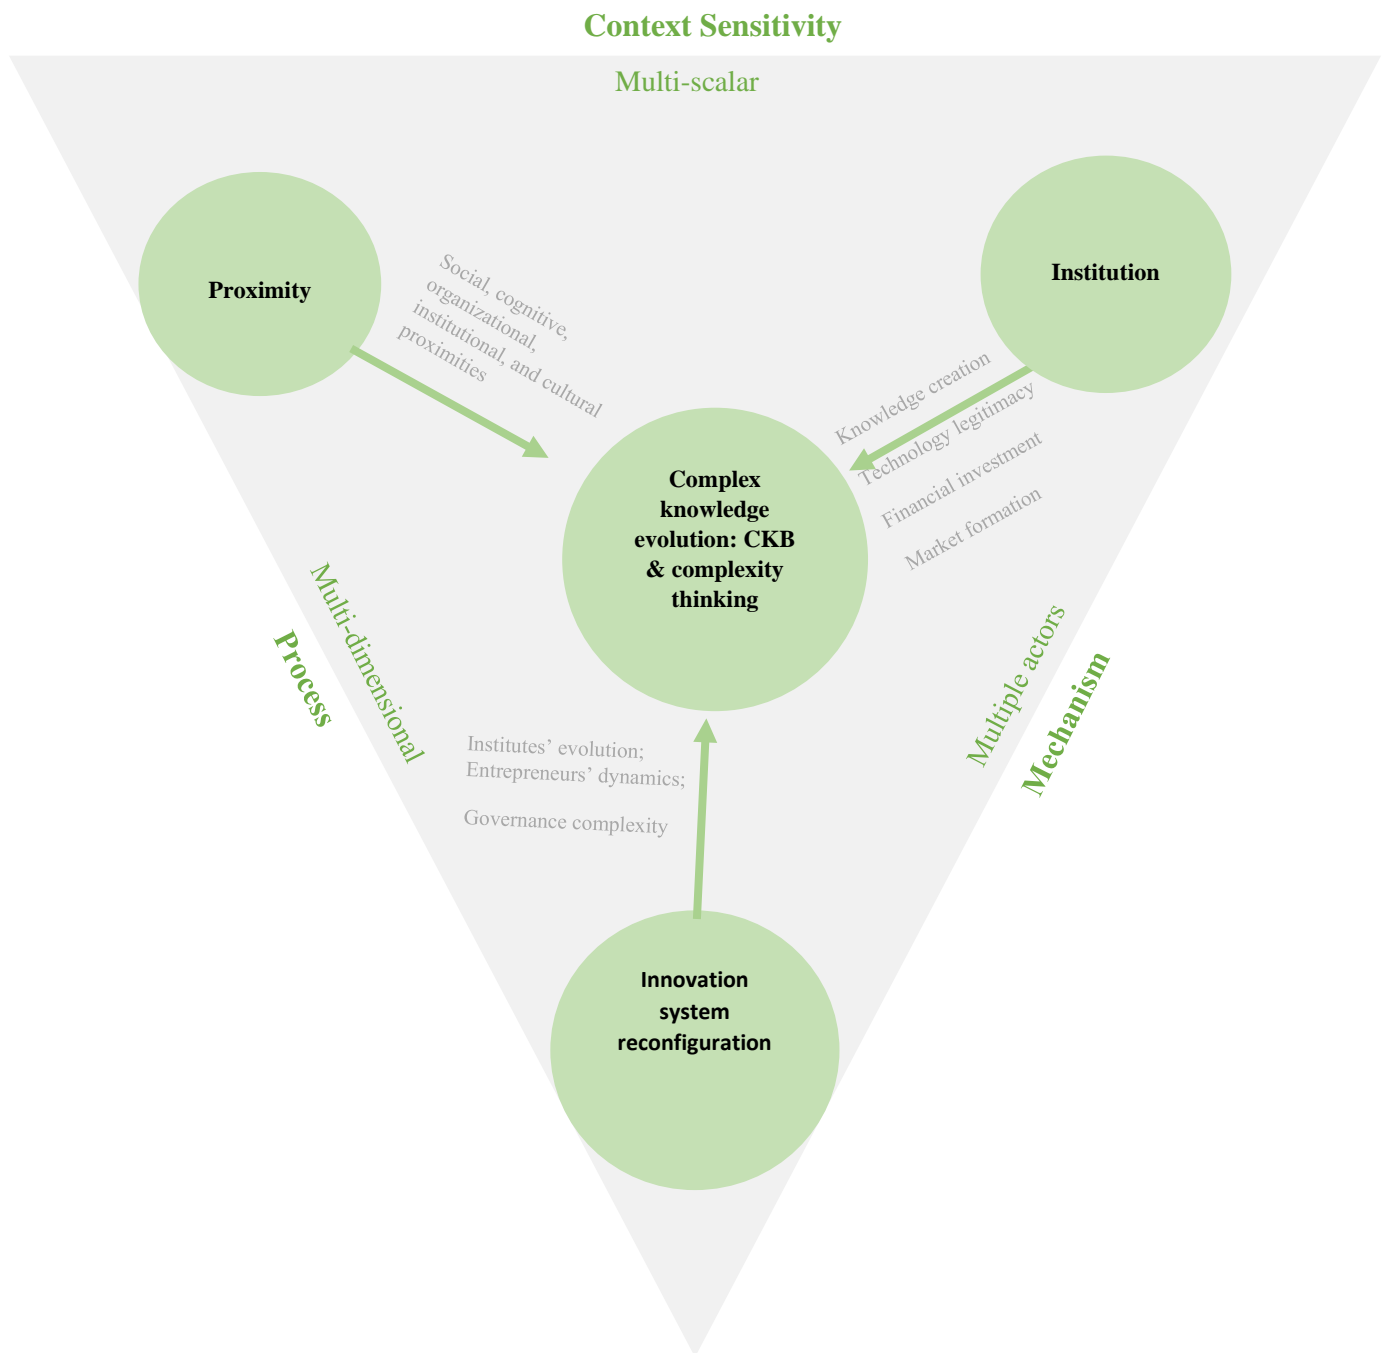 Context Sensitivity
Multi-scalar
Proximity
Social, cognitive,
organizational,
institutional, and cultural
proximities
Institution
Knowledge creation
Technology legitimacy
Financial investment
Market formation
Complex
knowledge
evolution: CKB
& complexity
thinking
Multi-dimensional
Process
Multiple actors
Mechanism
Institutes’ evolution;
Entrepreneurs’ dynamics;
Governance complexity
Innovation
system
reconfiguration